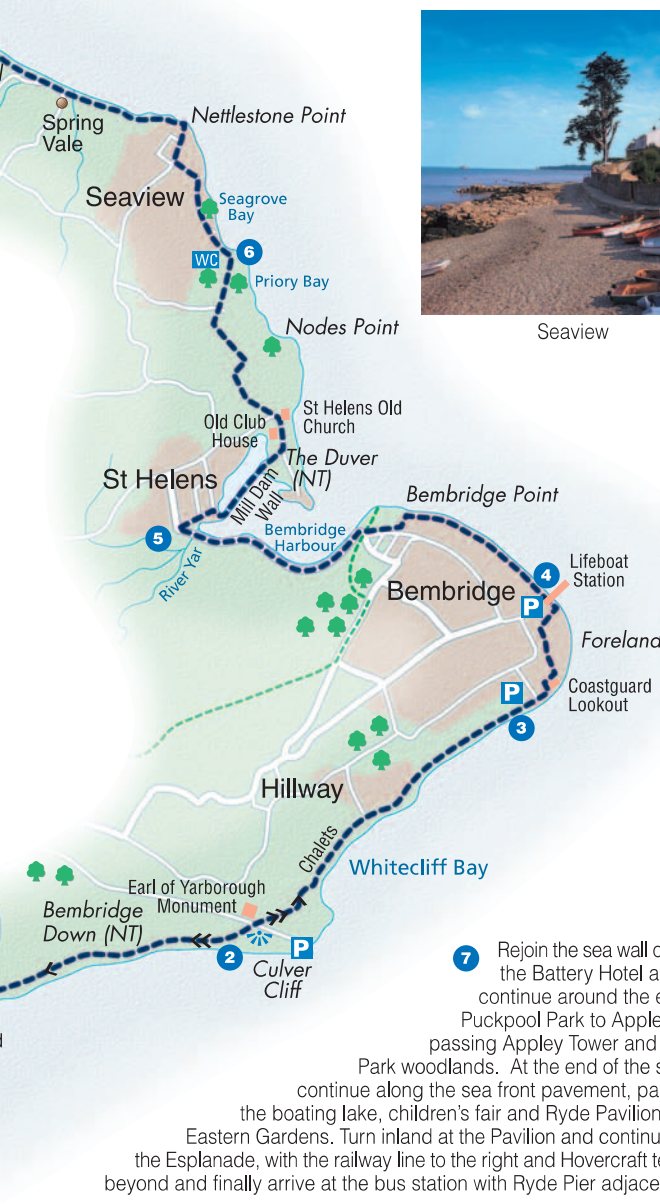 Nettlestone Point
Spring
Vale
Seaview
Seagrove
Bay
6
WC
Priory Bay
Seaview
Nodes Point
St Helens Old
Church
Old Club
House
The Duver
(NT)
St Helens
Mill Dam
Wall
Bembridge Point
5
Bembridge
Harbour
River Yar
4
Lifeboat
Station
Bembridge
P
Foreland
P
Coastguard
Lookout
3
Hillway
Chalets
Whitecliff Bay
Earl of Yarborough
Monument
Bembridge
Down (NT)
2
P
Culver
Cliff
7 Rejoin the sea wall
the Battery Hotel
continue around the
Puckpool Park to
passing Appley Tower and
Park woodlands. At the end of the
continue along the sea front pavement,
the boating lake, children's fair and Ryde Pavilion
Eastern Gardens. Turn inland at the Pavilion and
the Esplanade, with the railway line to the right and Hovercraft
beyond and finally arrive at the bus station with Ryde Pier